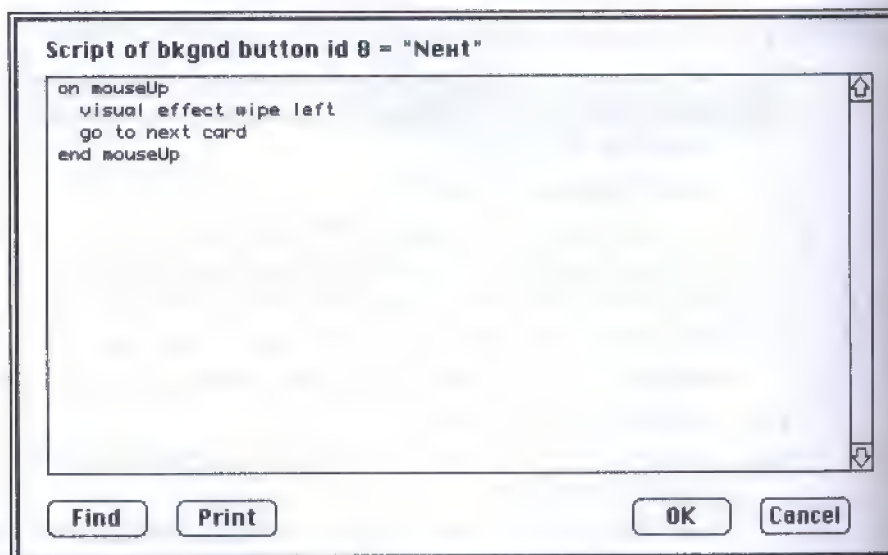 Script of bkgnd button id 8 = "Next"
on mouseUp
visual effect wipe left
go to next card
end mouseUp
Find
Print
OK
Cancel